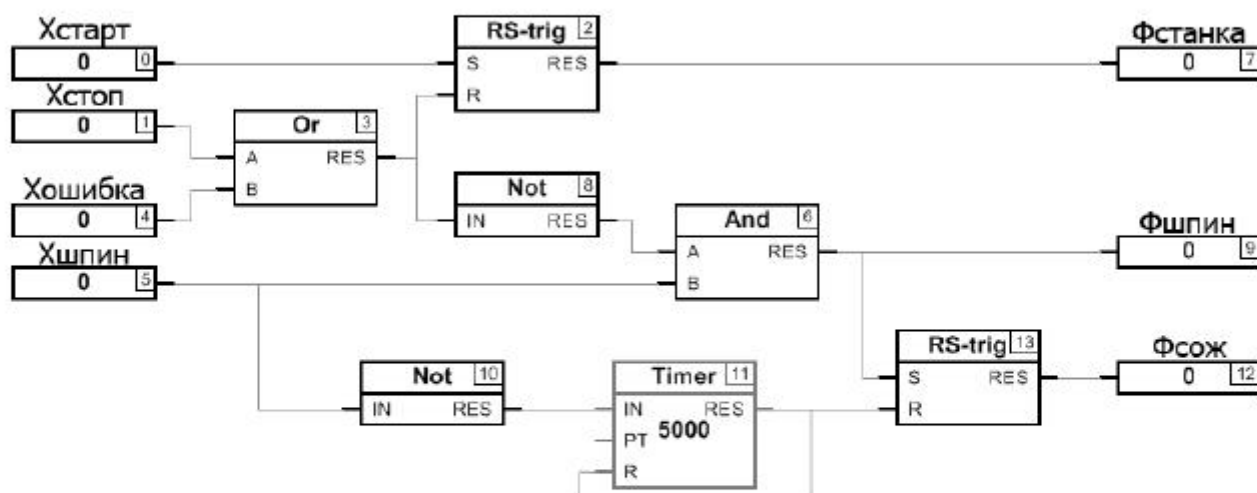 Хстарт
0 0
Хстоп
0 1
Хошибка
0 4
Хшпин
0 5
Or 3
A RES
B
RS-trig 2
S RES
R
Not 8
IN RES
And 6
A RES
B
Not 10
IN RES
Timer 11
IN RES
PT 5000
R
RS-trig 13
S RES
R
Фстанка
0 7
Фшпин
0 9
Фсож
0 12